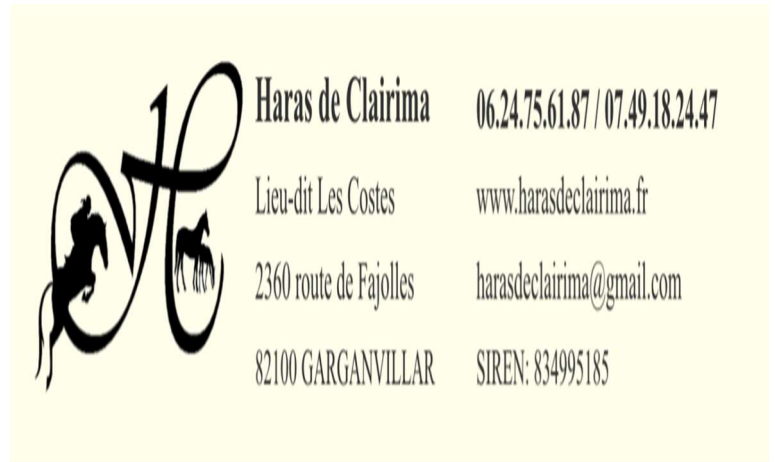 H
Haras de Clairima
Lieu-dit Les Costes
2360 route de Fajolles
82100 GARGANVILLAR
06.24.75.61.87 / 07.49.18.24.47
www.harasdeclairima.fr
harasdeclairima@gmail.com
SIREN: 834995185